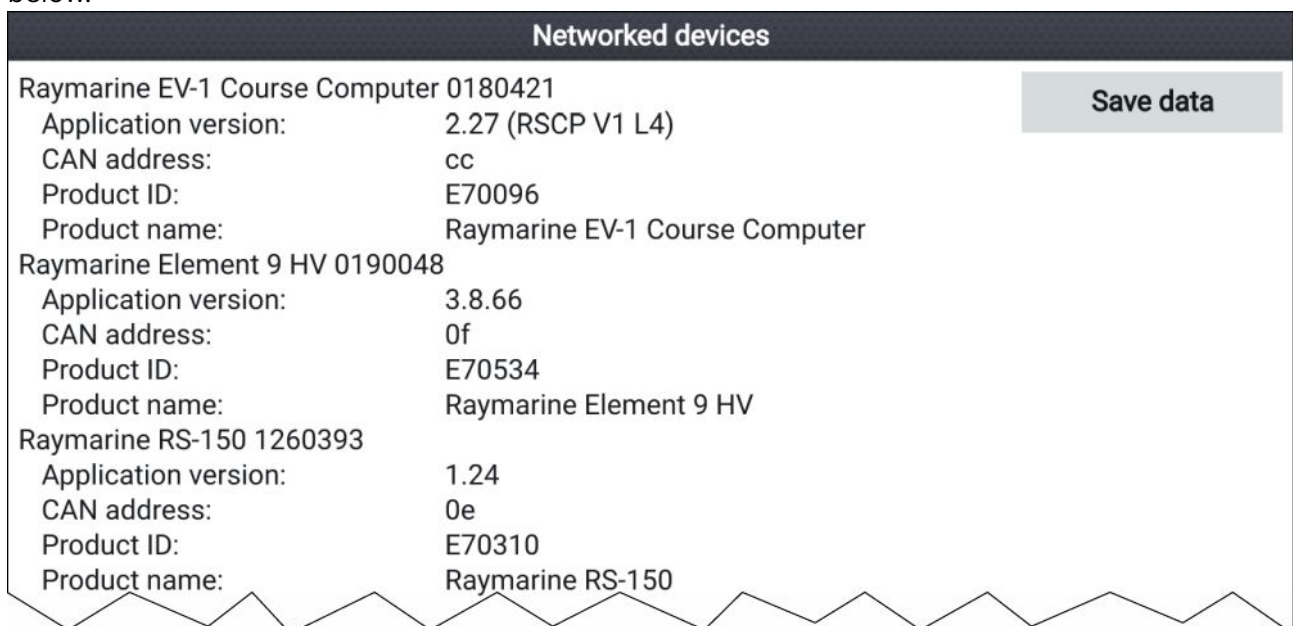 below.
Networked devices
Raymarine EV-1 Course Computer 0180421
Save data
Application version: 2.27 (RSCP V1 L4)
CAN address: cc
Product ID: E70096
Product name: Raymarine EV-1 Course Computer
Raymarine Element 9 HV 0190048
Application version: 3.8.66
CAN address: 0f
Product ID: E70534
Product name: Raymarine Element 9 HV
Raymarine RS-150 1260393
Application version: 1.24
CAN address: 0e
Product ID: E70310
Product name: Raymarine RS-150